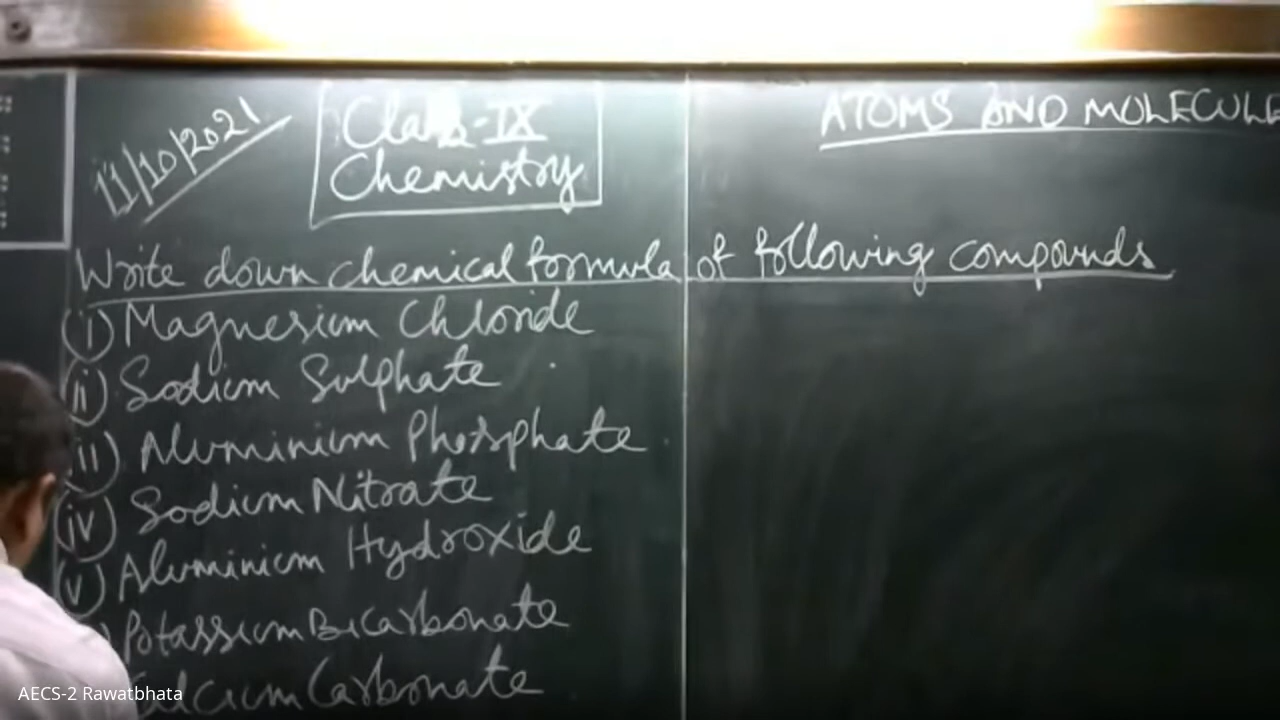 11/10/2021
Class-IX
Chemistry
ATOMS AND MOLECULE
Write down chemical formula of following compounds
(i) Magnesium Chloride
(ii) Sodium Sulphate
(iii) Aluminium Phosphate
(iv) Sodium Nitrate
(v) Aluminium Hydroxide
Potassium Bicarbonate
Calcium Carbonate
AECS-2 Rawatbhata